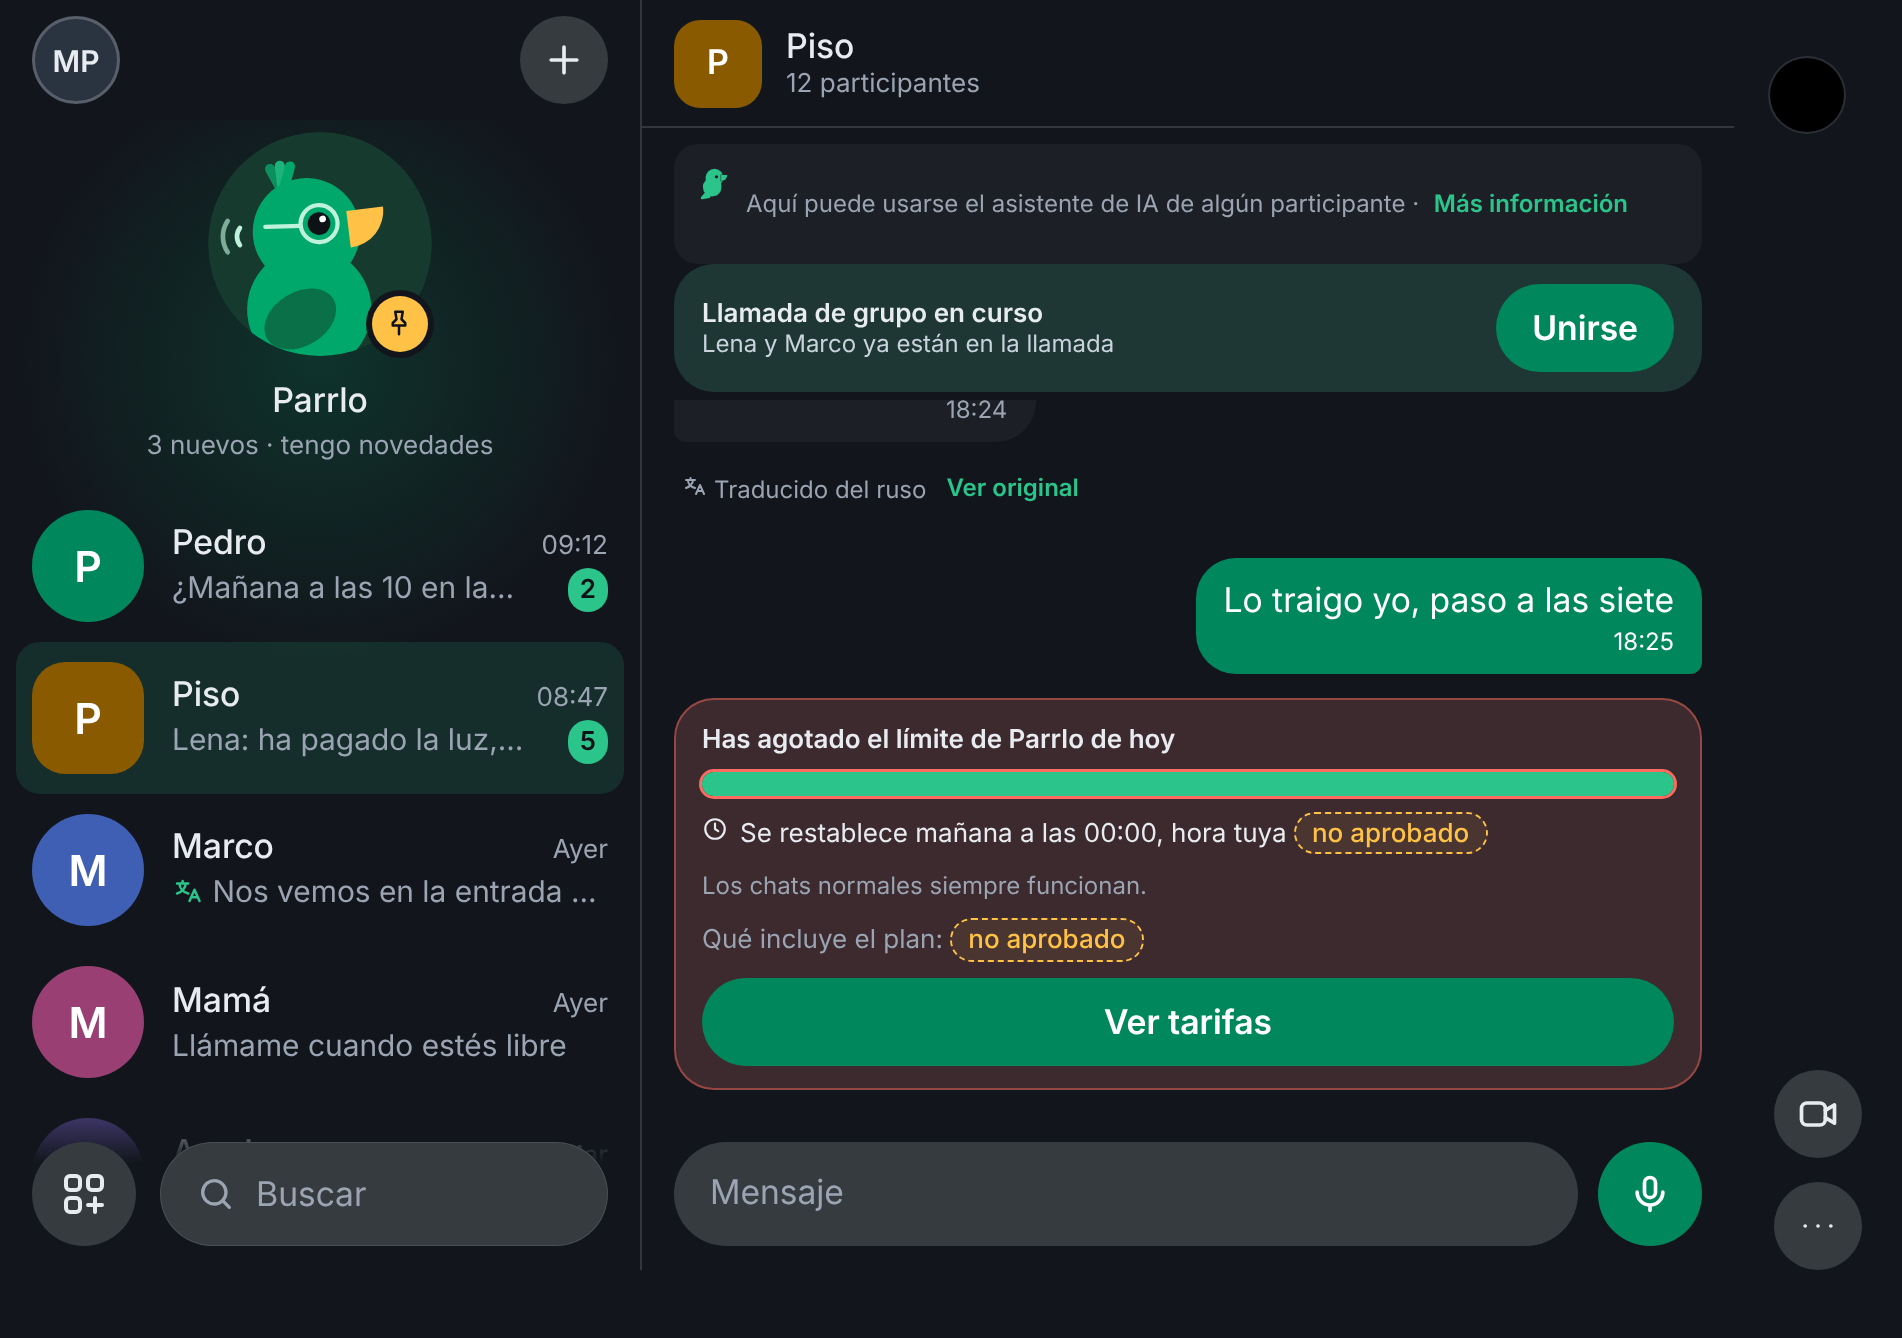 MP
Parrlo
3 nuevos · tengo novedades
P
Pedro
09:12
¿Mañana a las 10 en la...
2
P
Piso
08:47
Lena: ha pagado la luz,...
5
M
Marco
Ayer
Nos vemos en la entrada ...
M
Mamá
Ayer
Llámame cuando estés libre
Buscar
P
Piso
12 participantes
Aquí puede usarse el asistente de IA de algún participante · Más información
Llamada de grupo en curso
Lena y Marco ya están en la llamada
Unirse
18:24
Traducido del ruso Ver original
Lo traigo yo, paso a las siete
18:25
Has agotado el límite de Parrlo de hoy
Se restablece mañana a las 00:00, hora tuya no aprobado
Los chats normales siempre funcionan.
Qué incluye el plan: no aprobado
Ver tarifas
Mensaje